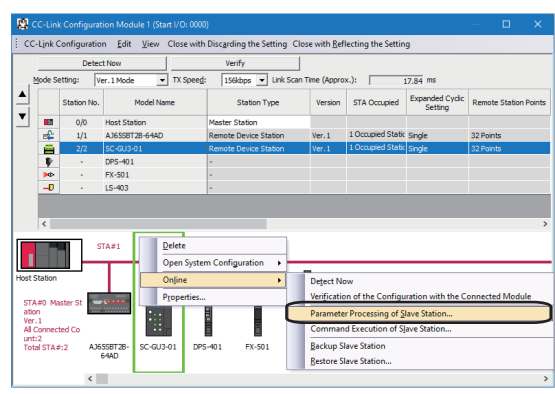 CC-Link Configuration Module 1 (Start I/O: 0000)
CC-Link Configuration Edit View Close with Discarding the Setting Close with Reflecting the Setting
Detect Now Verify
Mode Setting: Ver.1 Mode TX Speed: 156kbps Link Scan Time (Approx.): 17.84 ms
Station No. Model Name Station Type Version STA Occupied Expanded Cyclic Setting Remote Station Points
0/0 Host Station Master Station
1/1 AJ65SBT2B-64AD Remote Device Station Ver.1 1 Occupied Static Single 32 Points
2/2 SC-GU3-01 Remote Device Station Ver.1 1 Occupied Static Single 32 Points
- DPS-401 -
- FX-501 -
- LS-403 -
STA#1
Host Station
STA#0 Master St
ation
Ver.1
All Connected Co
unt:2
Total STA#:2
AJ65SBT2B-
64AD
SC-GU3-01
DPS-401
FX-501
Delete
Open System Configuration
Online
Properties...
Detect Now
Verification of the Configuration with the Connected Module
Parameter Processing of Slave Station...
Command Execution of Slave Station...
Backup Slave Station
Restore Slave Station...